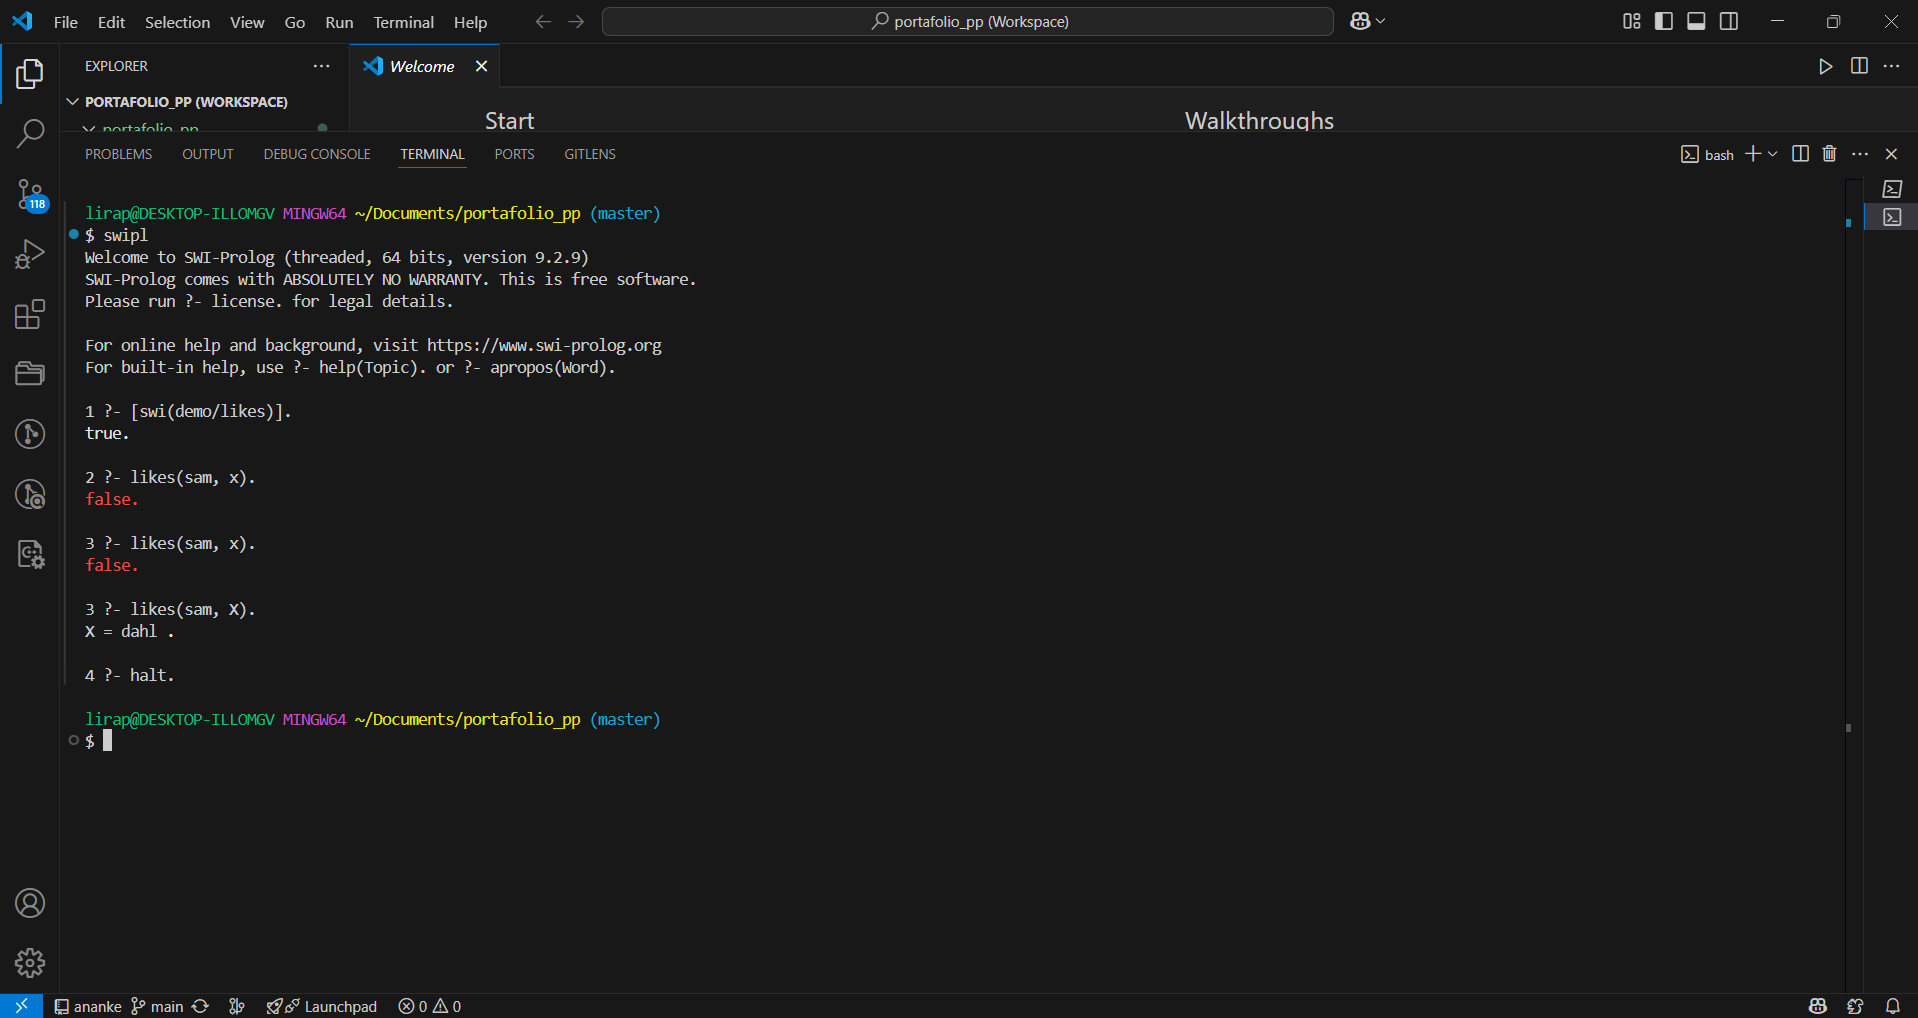 File Edit Selection View Go Run Terminal Help
portafolio_pp (Workspace)
EXPLORER
Welcome
PORTAFOLIO_PP (WORKSPACE)
portafolio_pp
Start
Walkthroughs
PROBLEMS OUTPUT DEBUG CONSOLE TERMINAL PORTS GITLENS
bash
118
lirap@DESKTOP-ILLOMGV MINGW64 ~/Documents/portafolio_pp (master)
$ swipl
Welcome to SWI-Prolog (threaded, 64 bits, version 9.2.9)
SWI-Prolog comes with ABSOLUTELY NO WARRANTY. This is free software.
Please run ?- license. for legal details.
For online help and background, visit https://www.swi-prolog.org
For built-in help, use ?- help(Topic). or ?- apropos(Word).
1 ?- [swi(demo/likes)].
true.
2 ?- likes(sam, x).
false.
3 ?- likes(sam, x).
false.
3 ?- likes(sam, X).
X = dahl .
4 ?- halt.
lirap@DESKTOP-ILLOMGV MINGW64 ~/Documents/portafolio_pp (master)
$
ananke main Launchpad 0 0